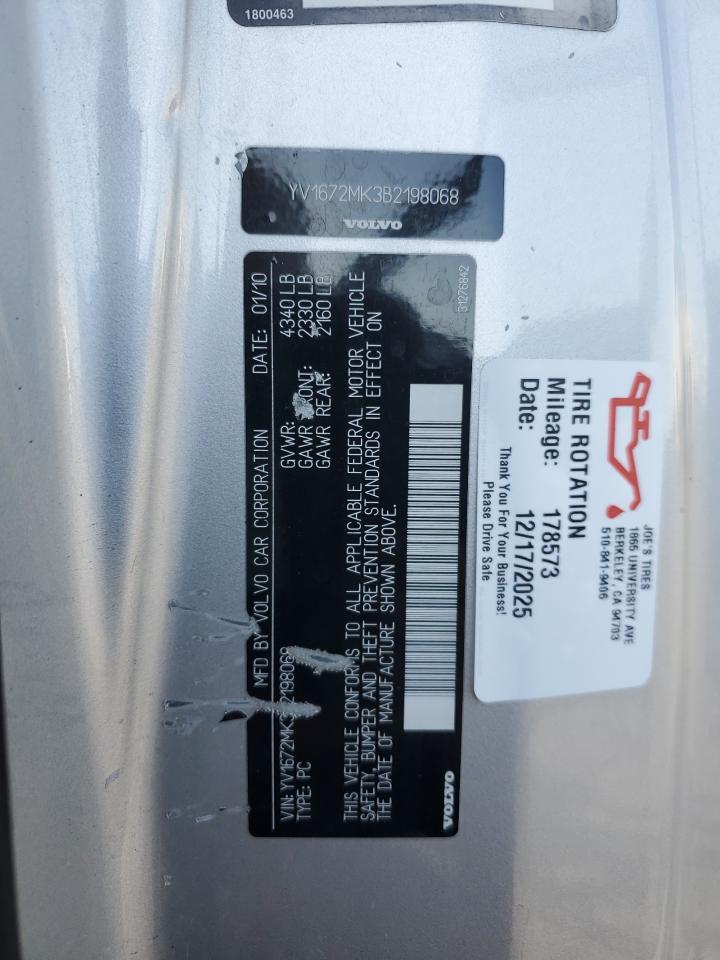 1800463
YV1672MK3B2198068
VOLVO
MFD BY VOLVO CAR CORPORATION DATE: 01/10
GVWR: 4340 LB
GAWR FRONT: 2330 LB
GAWR REAR: 2160 LB
VIN: YV1672MK3B2198068
TYPE: PC
THIS VEHICLE CONFORMS TO ALL APPLICABLE FEDERAL MOTOR VEHICLE
SAFETY, BUMPER AND THEFT PREVENTION STANDARDS IN EFFECT ON
THE DATE OF MANUFACTURE SHOWN ABOVE.
31276842
VOLVO
JOE'S TIRES
1865 UNIVERSITY AVE
BERKELEY, CA 94703
510-841-9406
TIRE ROTATION
Mileage: 178573
Date: 12/17/2025
Thank You For Your Business!
Please Drive Safe